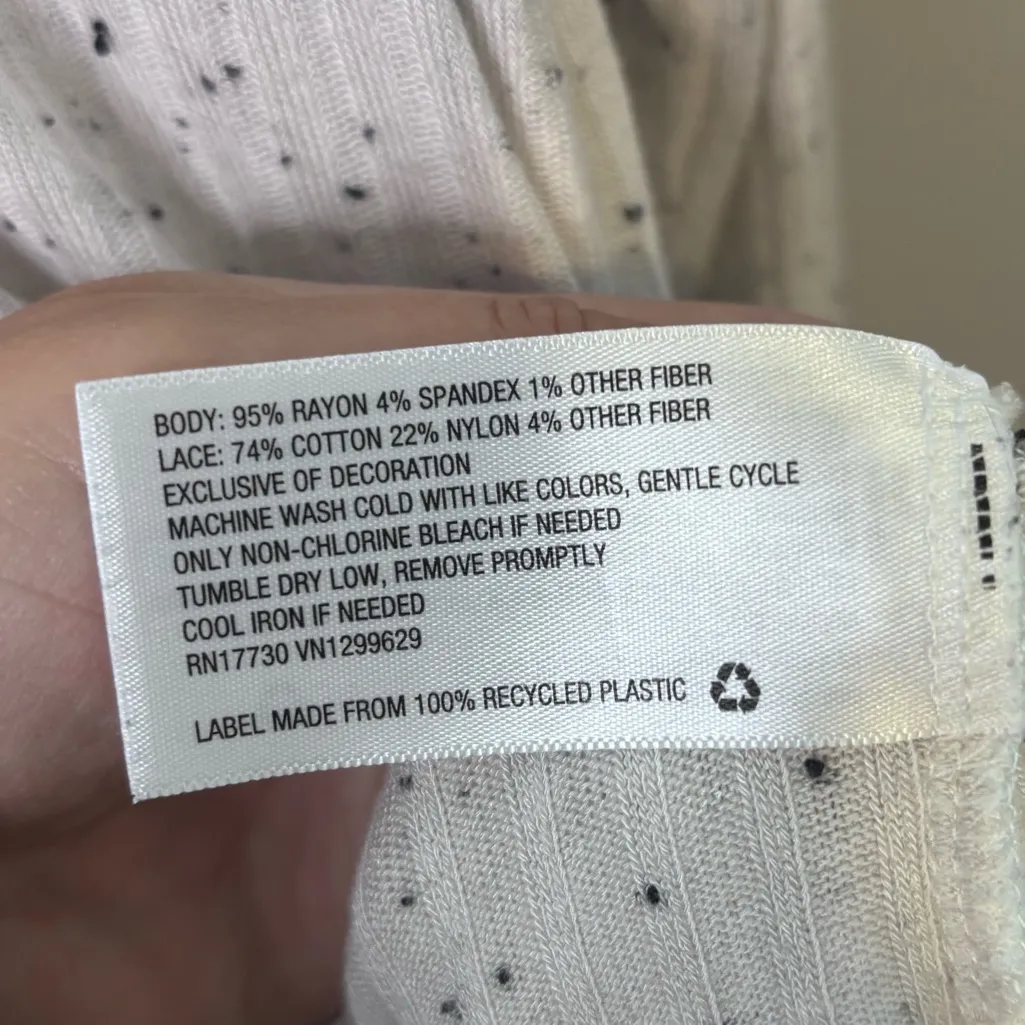 BODY: 95% RAYON 4% SPANDEX 1% OTHER FIBER
LACE: 74% COTTON 22% NYLON 4% OTHER FIBER
EXCLUSIVE OF DECORATION
MACHINE WASH COLD WITH LIKE COLORS, GENTLE CYCLE
ONLY NON-CHLORINE BLEACH IF NEEDED
TUMBLE DRY LOW, REMOVE PROMPTLY
COOL IRON IF NEEDED
RN17730 VN1299629
LABEL MADE FROM 100% RECYCLED PLASTIC